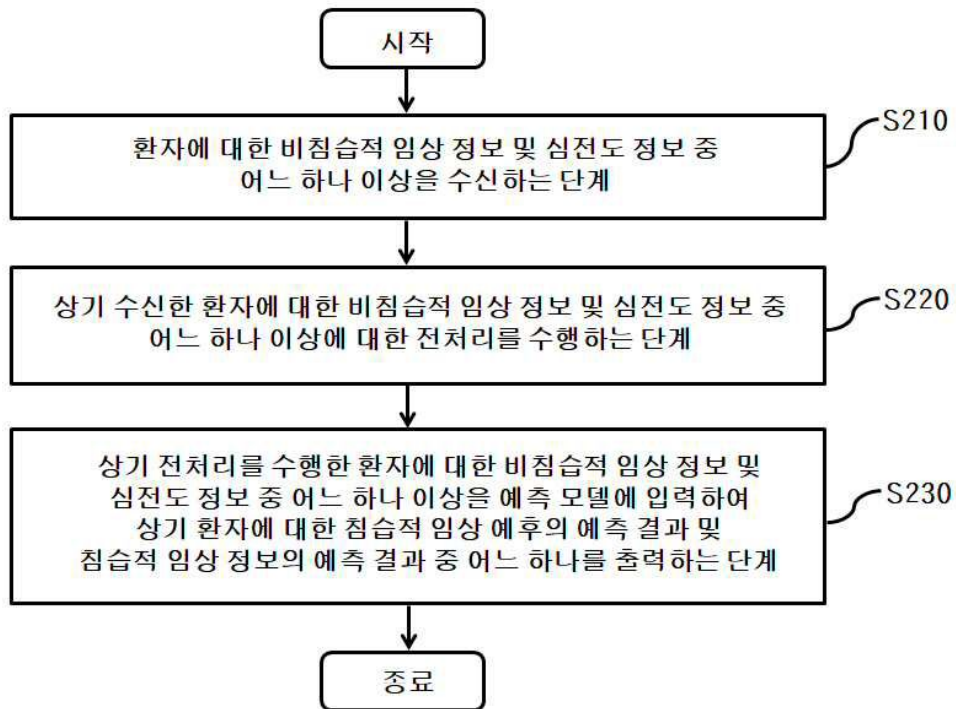 시작
환자에 대한 비침습적 임상 정보 및 심전도 정보 중
어느 하나 이상을 수신하는 단계
S210
상기 수신한 환자에 대한 비침습적 임상 정보 및 심전도 정보 중
어느 하나 이상에 대한 전처리를 수행하는 단계
S220
상기 전처리를 수행한 환자에 대한 비침습적 임상 정보 및
심전도 정보 중 어느 하나 이상을 예측 모델에 입력하여
상기 환자에 대한 침습적 임상 예후의 예측 결과 및
침습적 임상 정보의 예측 결과 중 어느 하나를 출력하는 단계
S230
종료